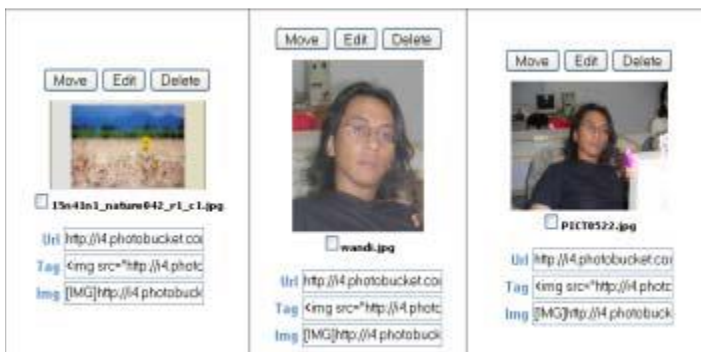 Move Edit Delete
15n41n1_nature042_r1_c1.jpg
Url http://i4.photobucket.co
Tag <img src="http://i4.photc
Img [IMG]http://i4.photobuck
Move Edit Delete
wandi.jpg
Url http://i4.photobucket.co
Tag <img src="http://i4.photc
Img [IMG]http://i4.photobuck
Move Edit Delete
PICT0522.jpg
Url http://i4.photobucket.co
Tag <img src="http://i4.photc
Img [IMG]http://i4.photobuck